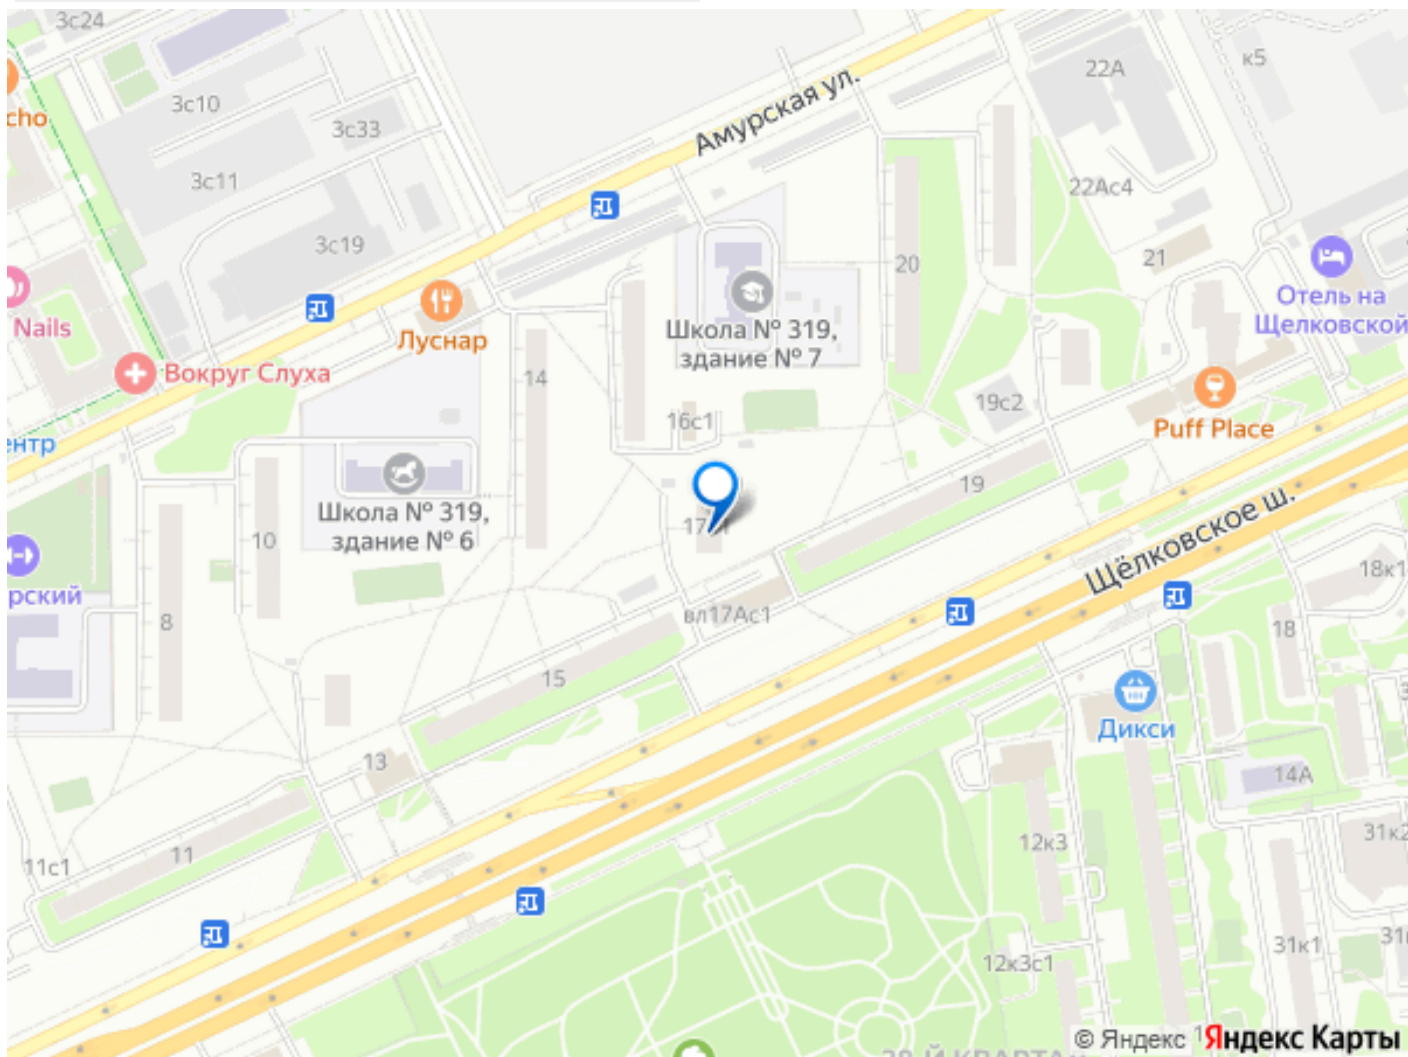 3с24
3с10
3с33
3с11
3с19
cho
Nails
Вокруг Слуха
Амурская ул.
22А
к5
22Ас4
20
21
Отель на
Щелковской
Луснар
14
Школа № 319,
здание № 7
16с1
19с2
Puff Place
ентр
Школа № 319,
здание № 6
10
рский
8
19
Щёлковское ш.
вл17Ас1
15
13
18к1
18
Дикси
14А
12к3
31к2
11с1
11
31к1
12к3с1
© Яндекс
Яндекс Карты